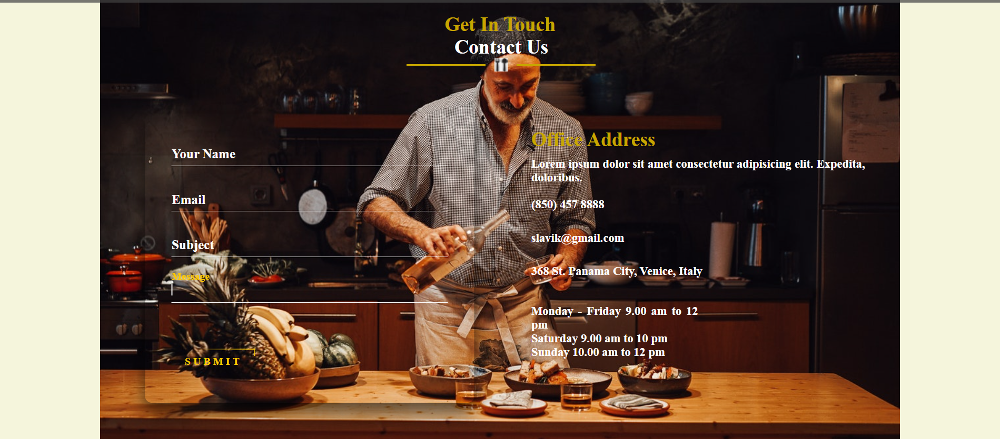 Get In Touch
Contact Us
Your Name
Email
Subject
Message
SUBMIT
Office Address
Lorem ipsum dolor sit amet consectetur adipisicing elit. Expedita,
doloribus.
(850) 457 8888
slavik@gmail.com
368 St. Panama City, Venice, Italy
Monday - Friday 9.00 am to 12
pm
Saturday 9.00 am to 10 pm
Sunday 10.00 am to 12 pm